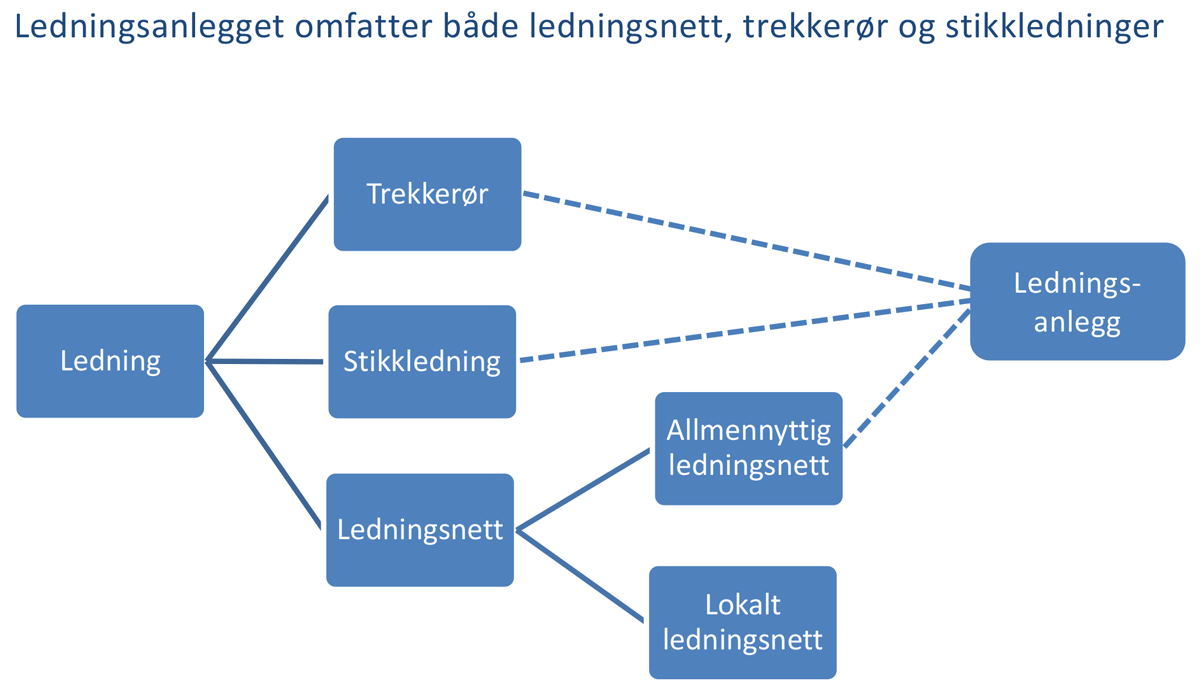 Ledningsanlegget omfatter både ledningsnett, trekkerør og stikkledninger
Trekkerør
Lednings-
anlegg
Ledning
Stikkledning
Allmennyttig
ledningsnett
Ledningsnett
Lokalt
ledningsnett